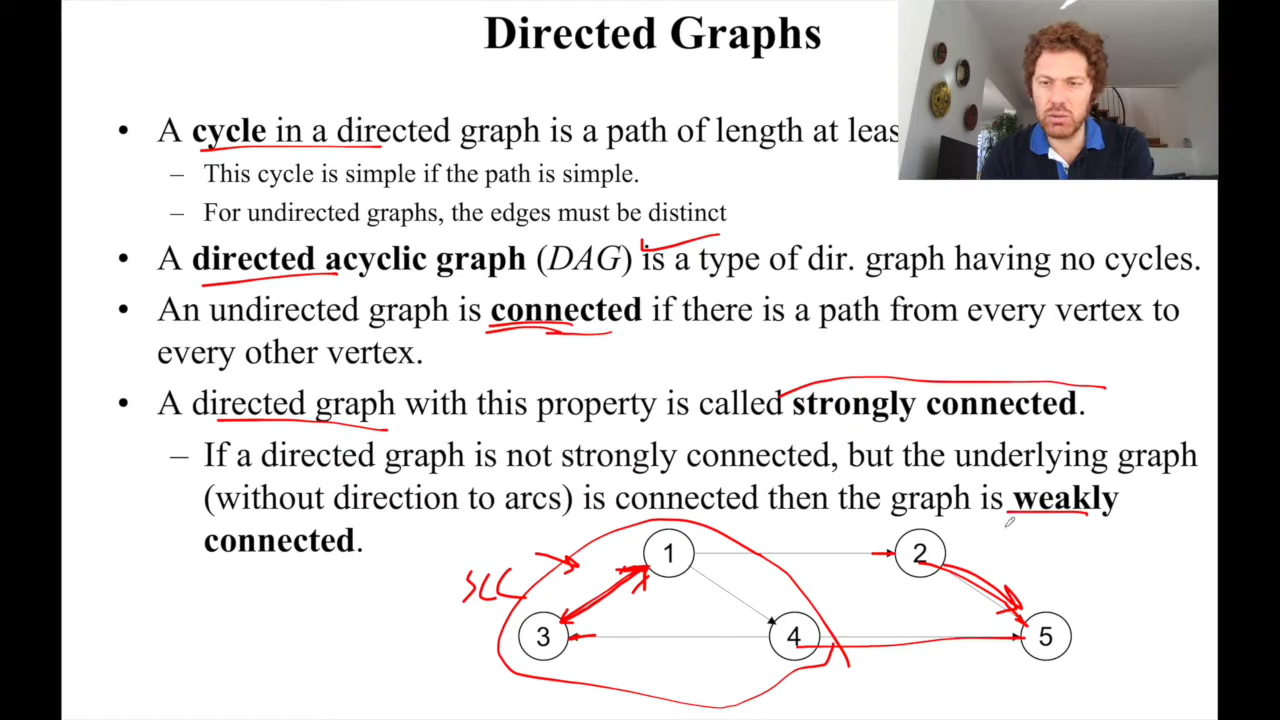 Directed Graphs
• A cycle in a directed graph is a path of length at leas
– This cycle is simple if the path is simple.
– For undirected graphs, the edges must be distinct
• A directed acyclic graph (DAG) is a type of dir. graph having no cycles.
• An undirected graph is connected if there is a path from every vertex to
every other vertex.
• A directed graph with this property is called strongly connected.
– If a directed graph is not strongly connected, but the underlying graph
(without direction to arcs) is connected then the graph is weakly
connected.
1
2
SCC
3
4
5